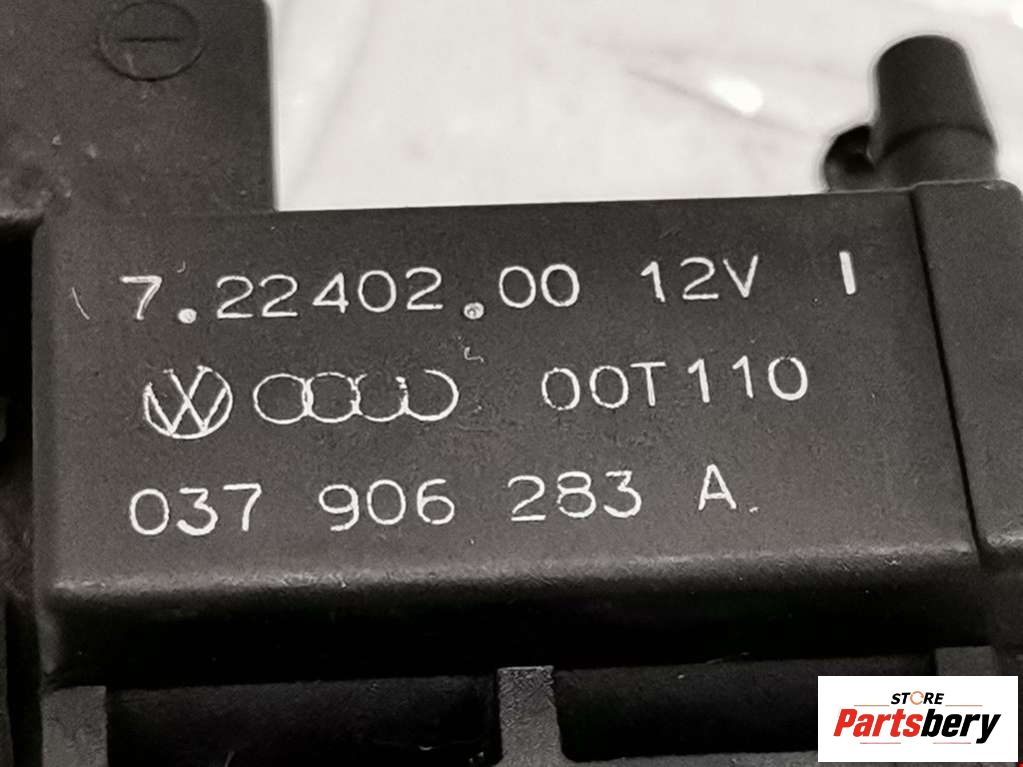 7.22402.00 12V I
00T110
037 906 283 A.
STORE
Partsbery